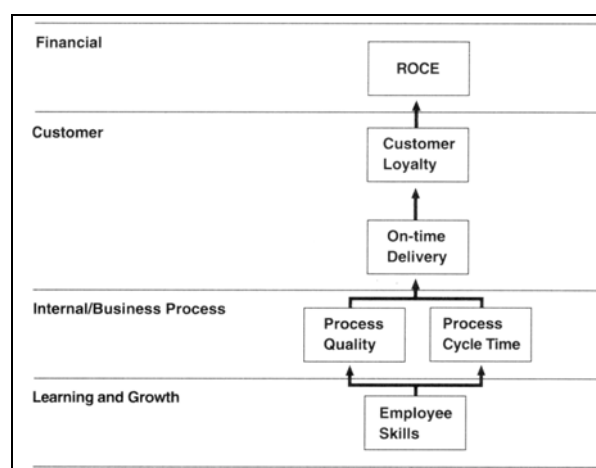 Financial
ROCE
Customer
Customer
Loyalty
On-time
Delivery
Internal/Business Process
Process
Quality
Process
Cycle Time
Learning and Growth
Employee
Skills